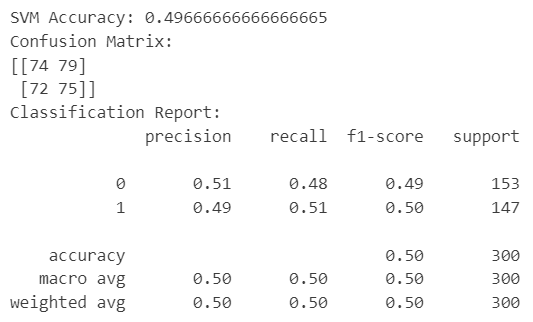 SVM Accuracy: 0.49666666666666665
Confusion Matrix:
[[74 79]
 [72 75]]
Classification Report:
              precision    recall  f1-score   support

           0       0.51      0.48      0.49       153
           1       0.49      0.51      0.50       147

    accuracy                           0.50       300
   macro avg       0.50      0.50      0.50       300
weighted avg       0.50      0.50      0.50       300